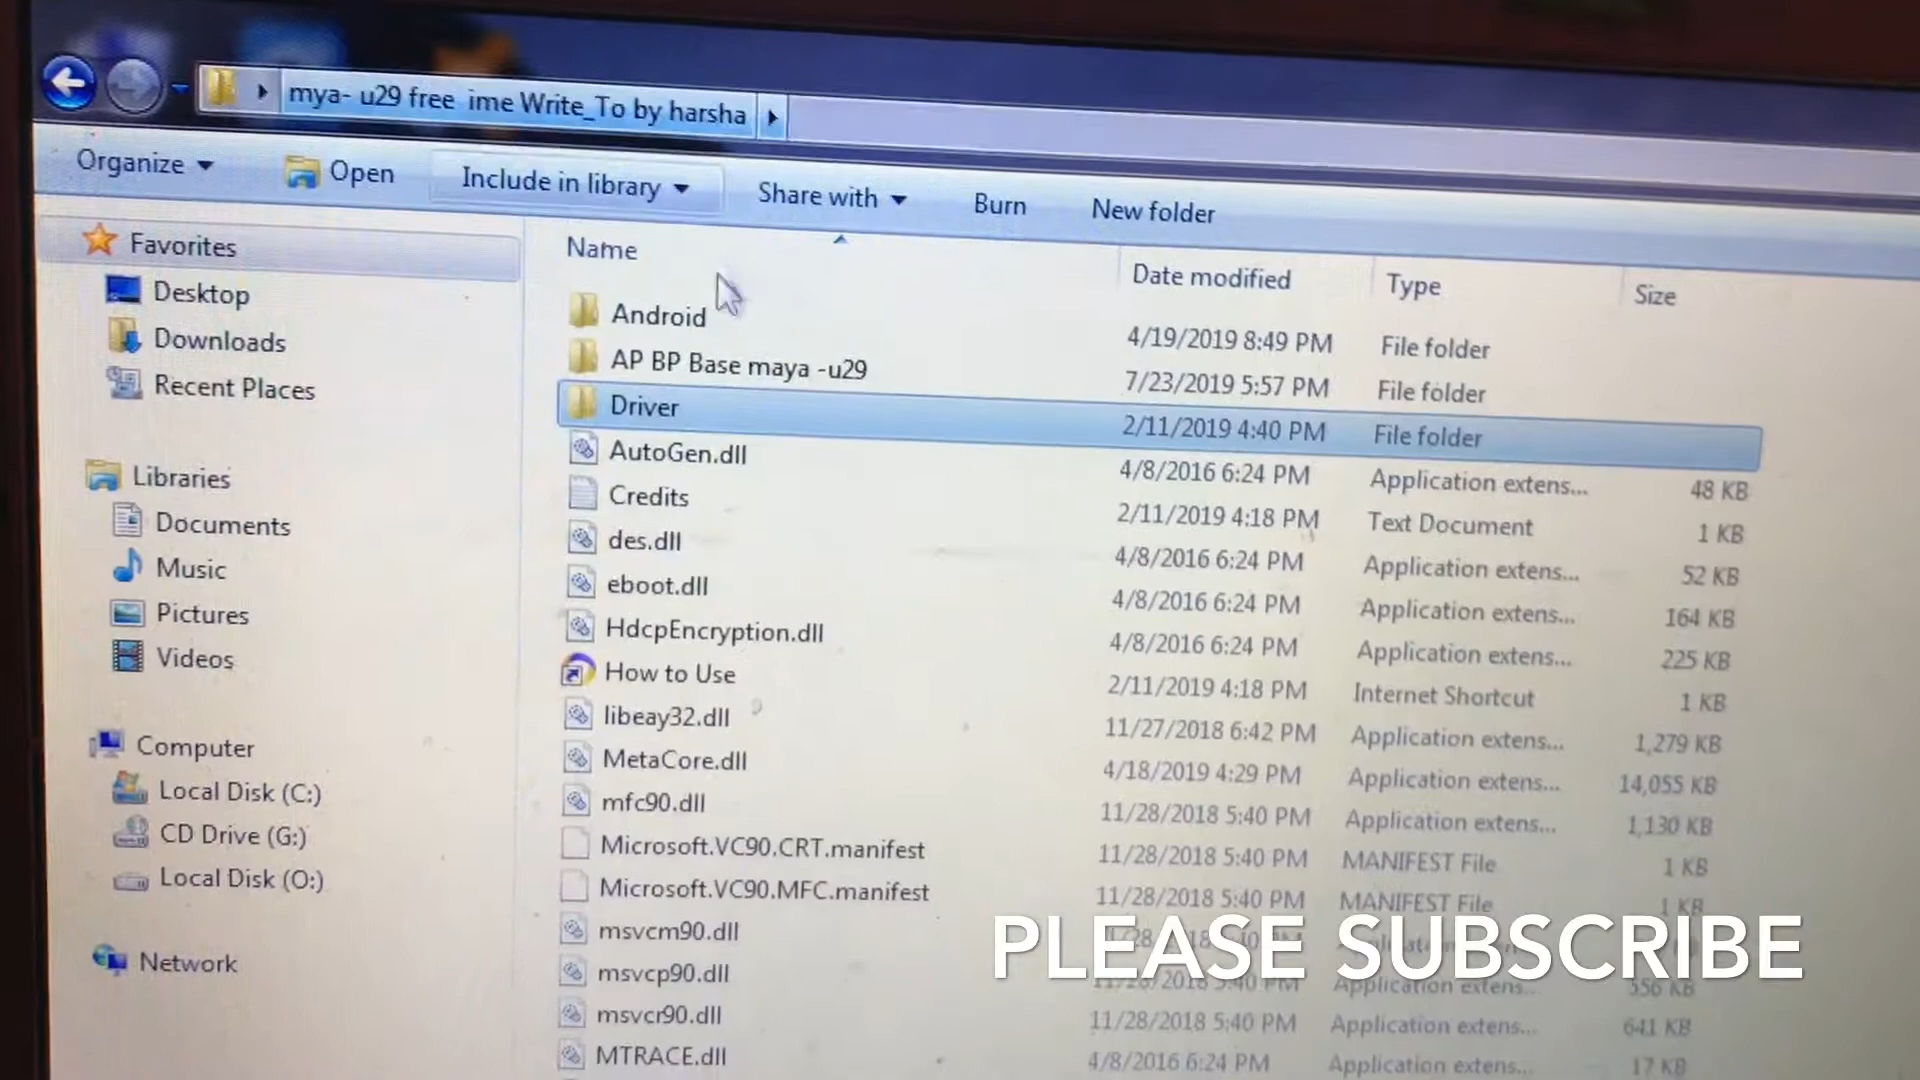 mya- u29 free ime Write_To by harsha
Organize Open Include in library Share with Burn New folder
Favorites
Desktop
Downloads
Recent Places
Libraries
Documents
Music
Pictures
Videos
Computer
Local Disk (C:)
CD Drive (G:)
Local Disk (O:)
Network
Name Date modified Type Size
Android 4/19/2019 8:49 PM File folder
AP BP Base maya -u29 7/23/2019 5:57 PM File folder
Driver 2/11/2019 4:40 PM File folder
AutoGen.dll 4/8/2016 6:24 PM Application extens... 48 KB
Credits 2/11/2019 4:18 PM Text Document 1 KB
des.dll 4/8/2016 6:24 PM Application extens... 52 KB
eboot.dll 4/8/2016 6:24 PM Application extens... 164 KB
HdcpEncryption.dll 4/8/2016 6:24 PM Application extens... 225 KB
How to Use 2/11/2019 4:18 PM Internet Shortcut 1 KB
libeay32.dll 11/27/2018 6:42 PM Application extens... 1,279 KB
MetaCore.dll 4/18/2019 4:29 PM Application extens... 14,055 KB
mfc90.dll 11/28/2018 5:40 PM Application extens... 1,130 KB
Microsoft.VC90.CRT.manifest 11/28/2018 5:40 PM MANIFEST File 1 KB
Microsoft.VC90.MFC.manifest 11/28/2018 5:40 PM MANIFEST File 1 KB
msvcm90.dll
msvcp90.dll 11/28/2018 5:40 PM Application extens... 556 KB
msvcr90.dll 11/28/2018 5:40 PM Application extens... 641 KB
MTRACE.dll 4/8/2016 6:24 PM Application extens... 17 KB
PLEASE SUBSCRIBE